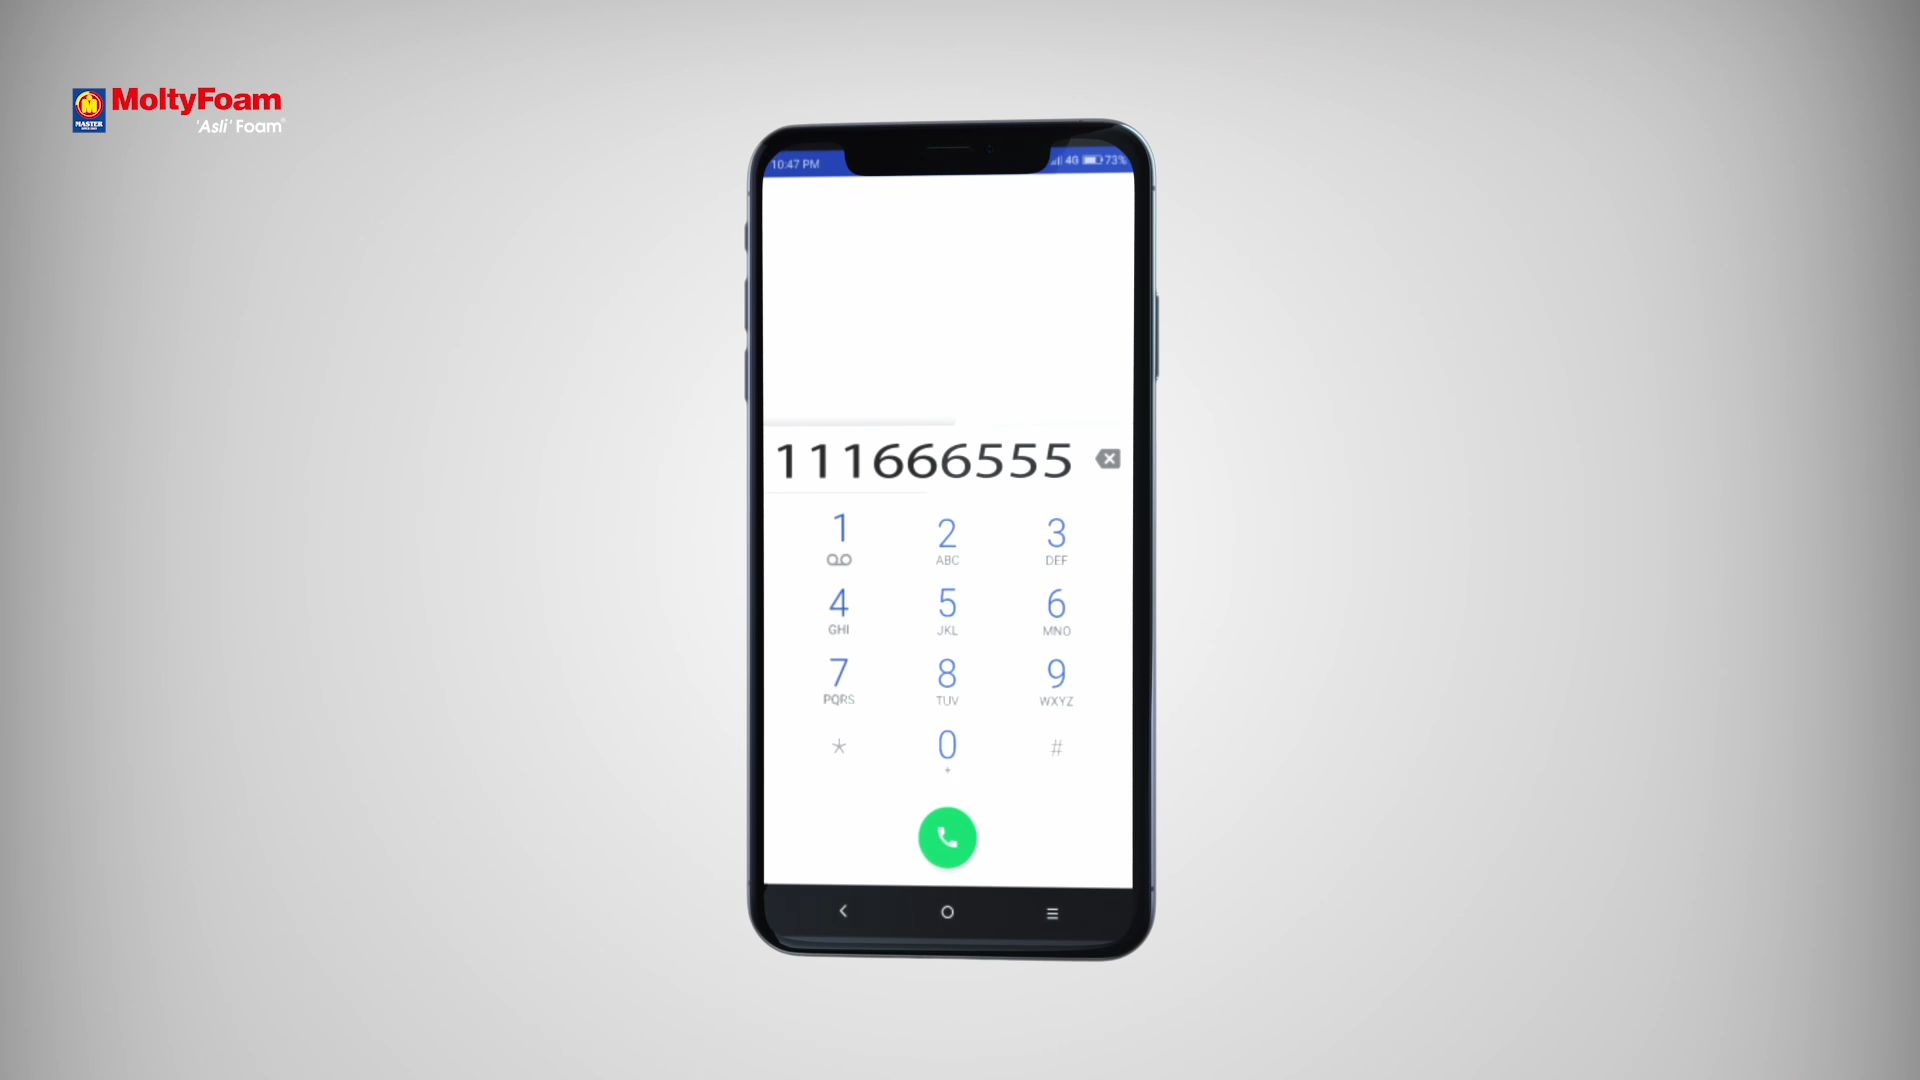 MoltyFoam
MASTER
'Asli' Foam
10:47 PM
4G 73%
111666555
1 2 3
ABC DEF
4 5 6
GHI JKL MNO
7 8 9
PQRS TUV WXYZ
* 0 #
+